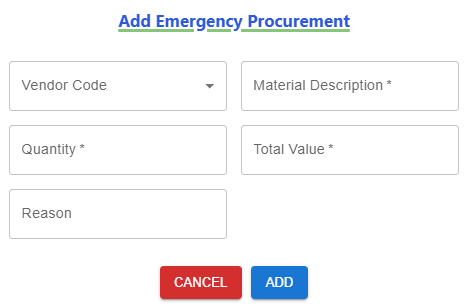 Add Emergency Procurement
Vendor Code
Material Description *
Quantity *
Total Value *
Reason
CANCEL
ADD